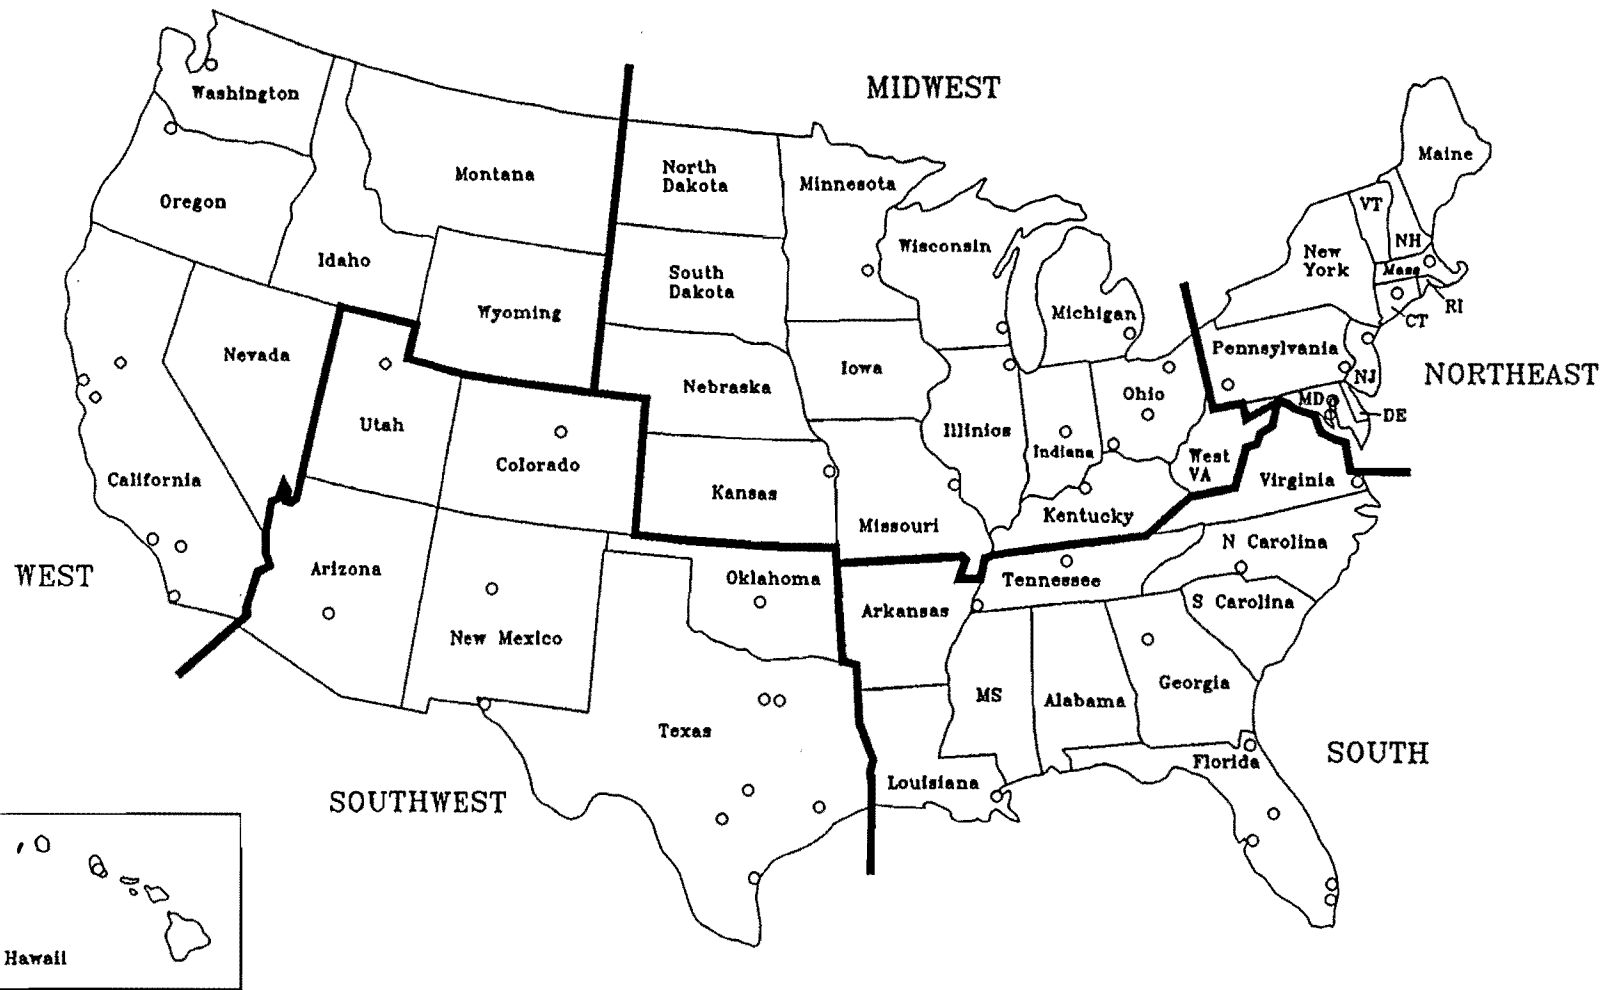 MIDWEST
Washington
Maine
Montana
North
Dakota
Minnesota
Oregon
VT
Wisconsin
NH
New
York
Idaho
South
Dakota
Mass
Wyoming
Michigan
RI
CT
Nevada
Pennsylvania
Iowa
NJ
NORTHEAST
Nebraska
Ohio
MD
DE
Utah
Illinios
Indiana
West
VA
Colorado
California
Kansas
Virginia
Kentucky
Missouri
N Carolina
WEST
Arizona
Oklahoma
Tennessee
Arkansas
S Carolina
New Mexico
Georgia
MS
Alabama
Texas
SOUTH
Florida
Louisiana
SOUTHWEST
Hawaii